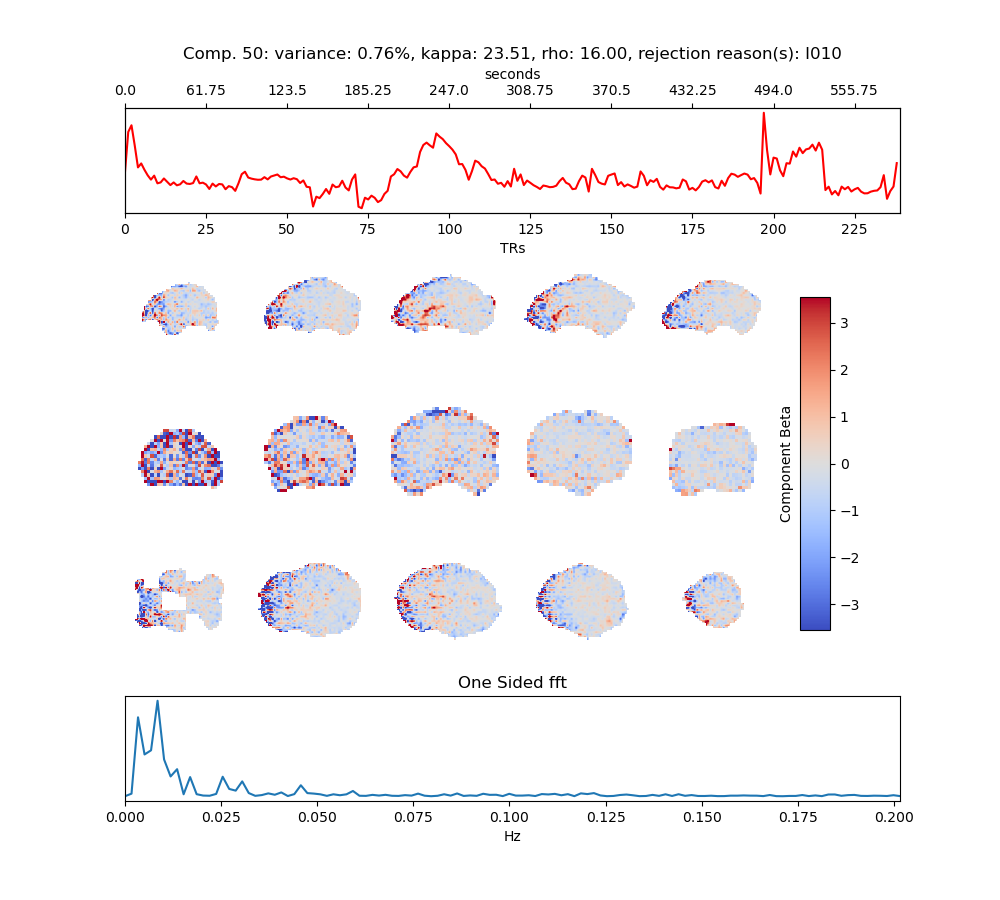 Comp. 50: variance: 0.76%, kappa: 23.51, rho: 16.00, rejection reason(s): I010
seconds
0.0 61.75 123.5 185.25 247.0 308.75 370.5 432.25 494.0 555.75
0 25 50 75 100 125 150 175 200 225
TRs
3
2
1
0
−1
−2
−3
Component Beta
One Sided fft
0.000 0.025 0.050 0.075 0.100 0.125 0.150 0.175 0.200
Hz